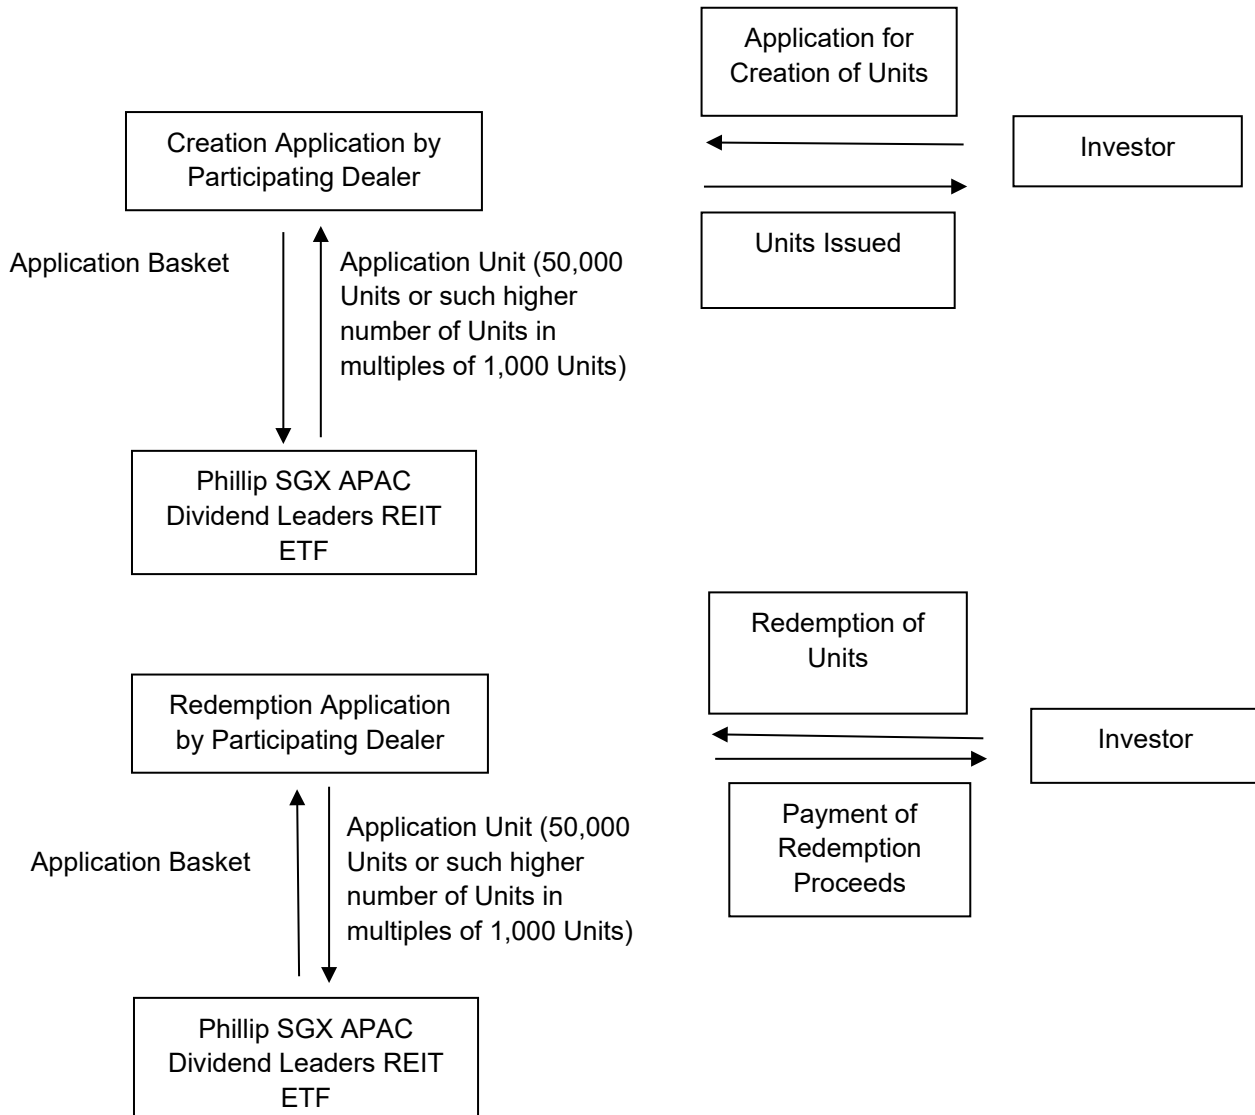 Application for
Creation of Units
Creation Application by
Participating Dealer
Investor
Units Issued
Application Basket
Application Unit (50,000
Units or such higher
number of Units in
multiples of 1,000 Units)
Phillip SGX APAC
Dividend Leaders REIT
ETF
Redemption of
Units
Redemption Application
by Participating Dealer
Investor
Payment of
Redemption
Proceeds
Application Basket
Application Unit (50,000
Units or such higher
number of Units in
multiples of 1,000 Units)
Phillip SGX APAC
Dividend Leaders REIT
ETF